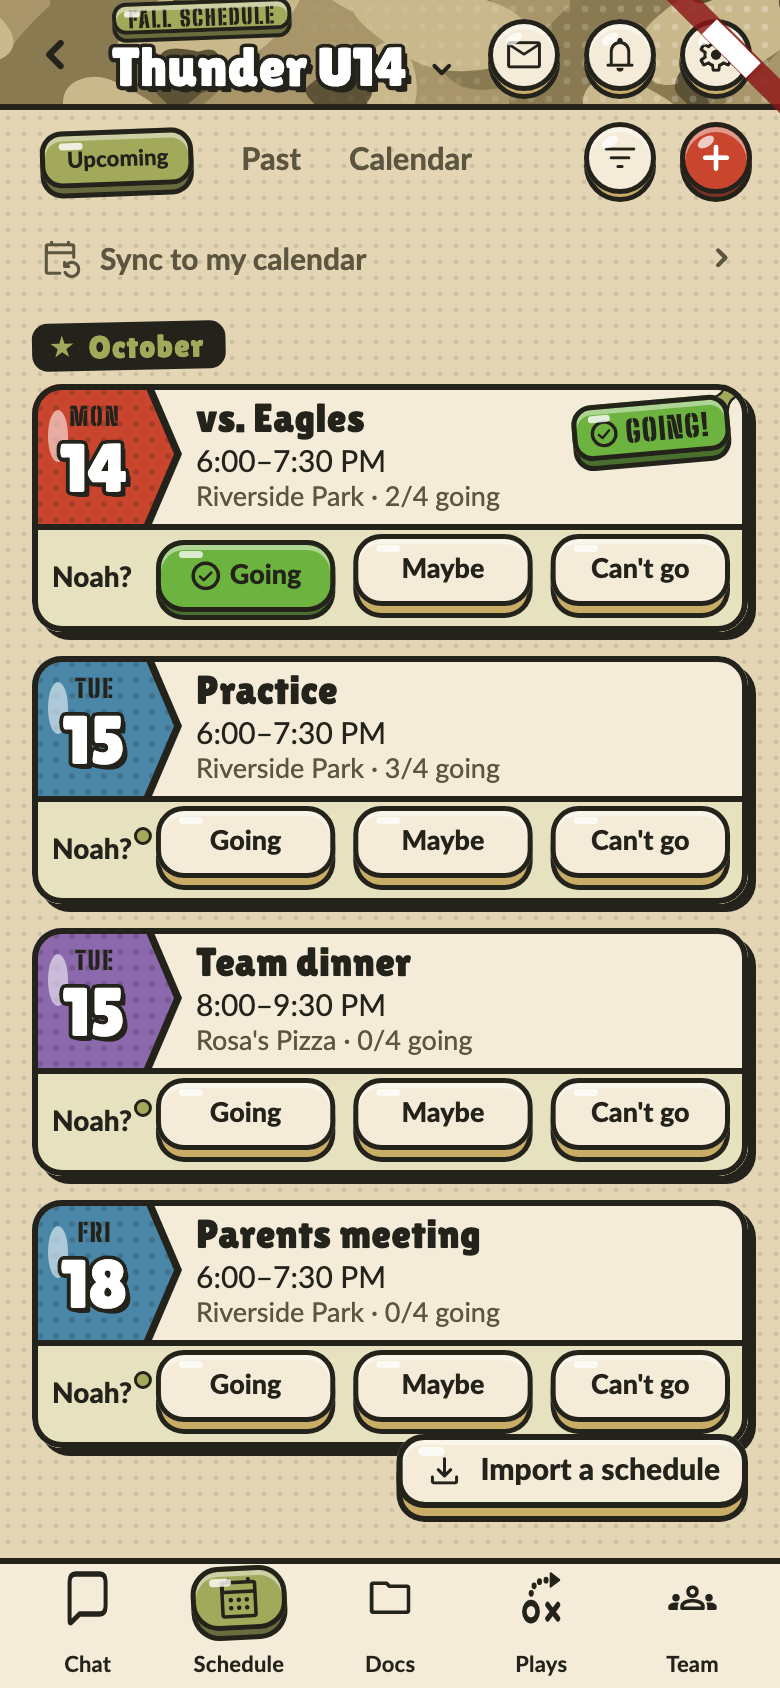 FALL SCHEDULE
Thunder U14
Upcoming
Past
Calendar
Sync to my calendar
★ October
MON
14
vs. Eagles
6:00–7:30 PM
Riverside Park · 2/4 going
GOING!
Noah?
Going
Maybe
Can't go
TUE
15
Practice
6:00–7:30 PM
Riverside Park · 3/4 going
Noah?
Going
Maybe
Can't go
TUE
15
Team dinner
8:00–9:30 PM
Rosa's Pizza · 0/4 going
Noah?
Going
Maybe
Can't go
FRI
18
Parents meeting
6:00–7:30 PM
Riverside Park · 0/4 going
Noah?
Going
Maybe
Can't go
Import a schedule
Chat
Schedule
Docs
Plays
Team